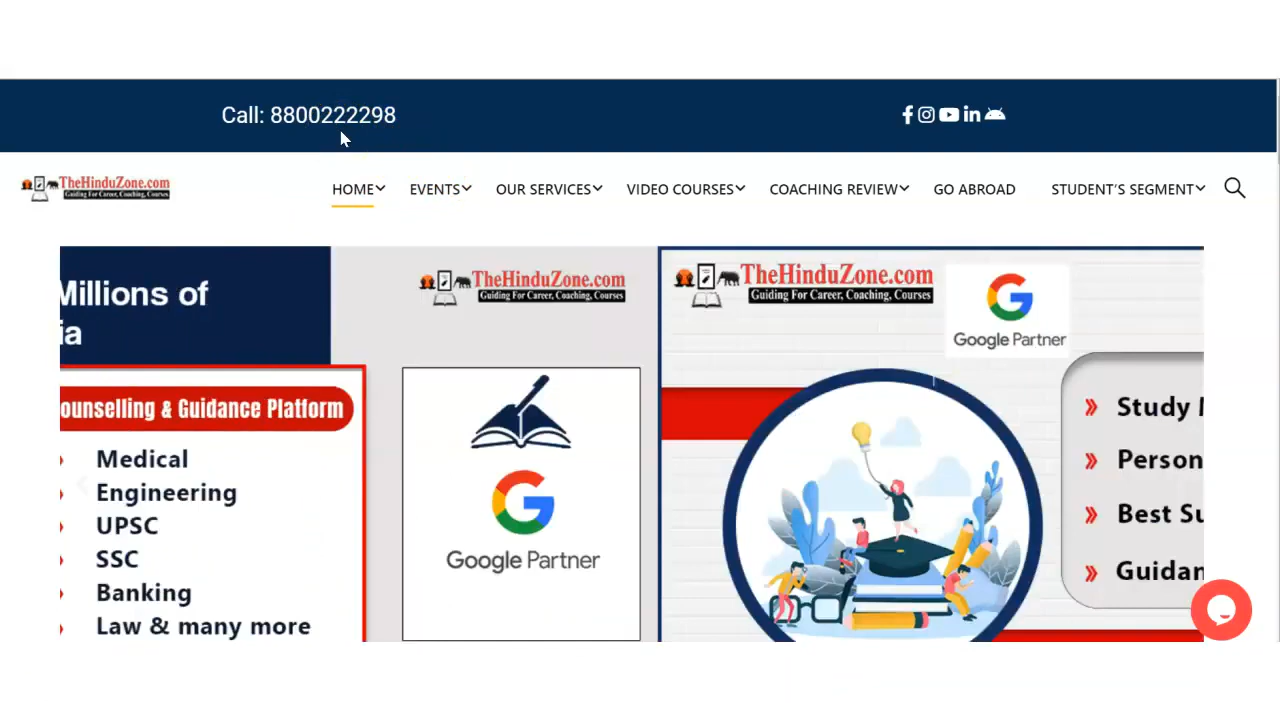 Call: 8800222298
TheHinduZone.com
Guiding For Career, Coaching, Courses
HOME EVENTS OUR SERVICES VIDEO COURSES COACHING REVIEW GO ABROAD STUDENT'S SEGMENT
Millions of
ia
ounselling & Guidance Platform
Medical
Engineering
UPSC
SSC
Banking
Law & many more
TheHinduZone.com
Guiding For Career, Coaching, Courses
Google Partner
TheHinduZone.com
Guiding For Career, Coaching, Courses
Google Partner
» Study
» Person
» Best Su
» Guidan